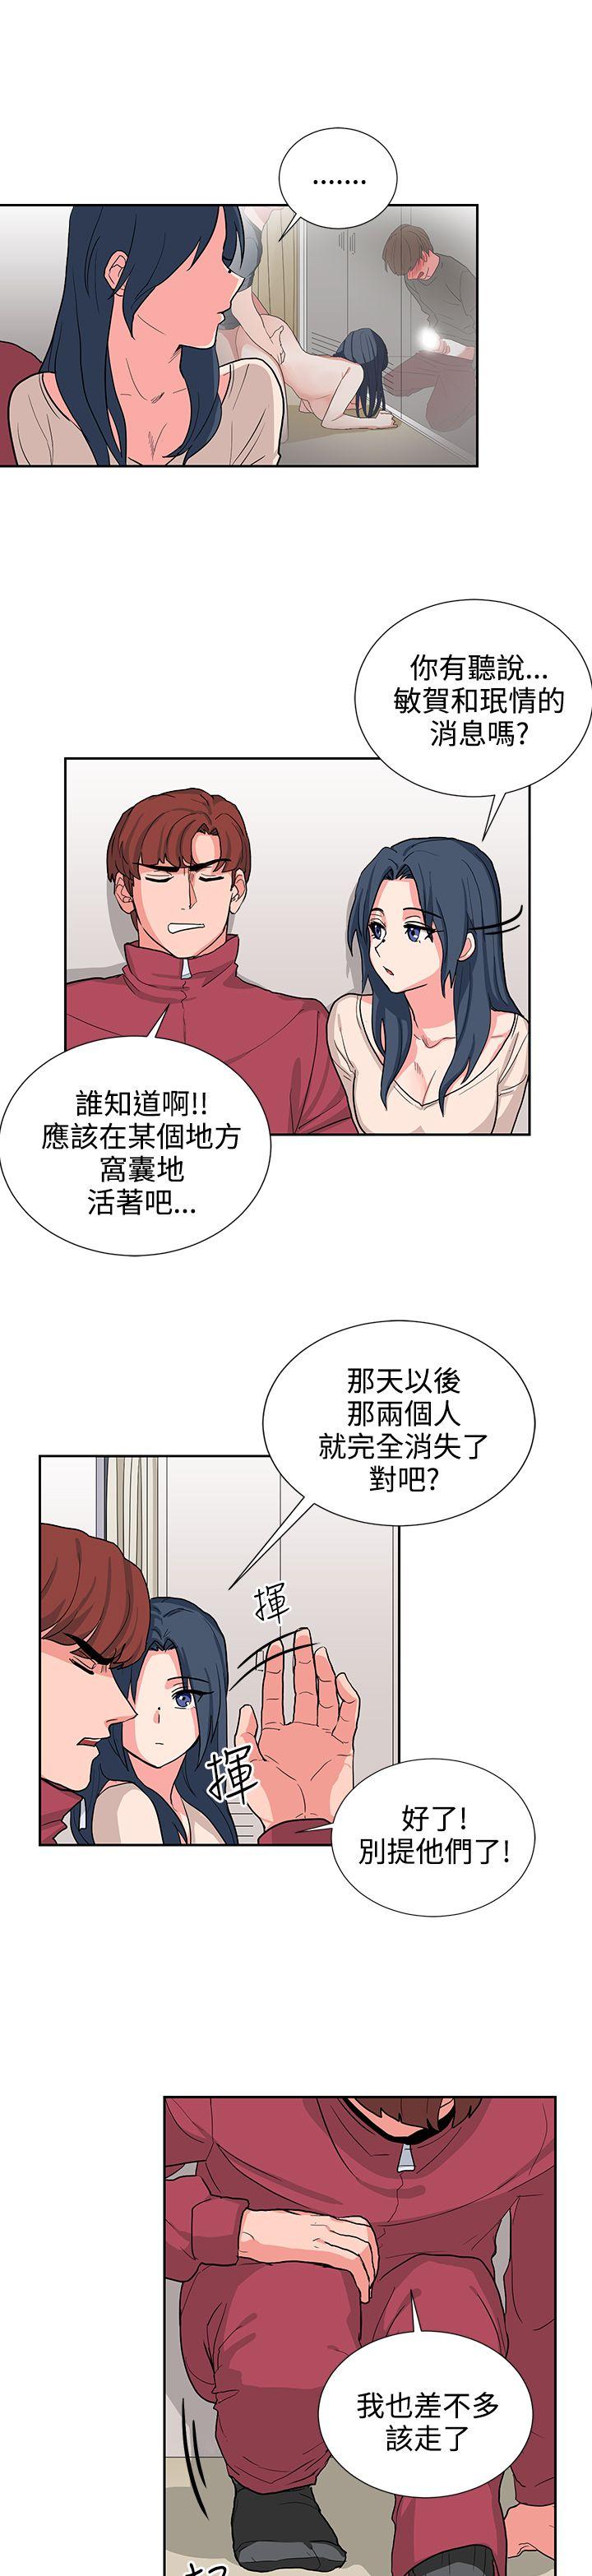 .......
你有聽說...
敏賀和珉情的
消息嗎?
誰知道啊!!
應該在某個地方
窩囊地
活著吧...
那天以後
那兩個人
就完全消失了
對吧?
揮
揮
好了!
別提他們了!
我也差不多
該走了